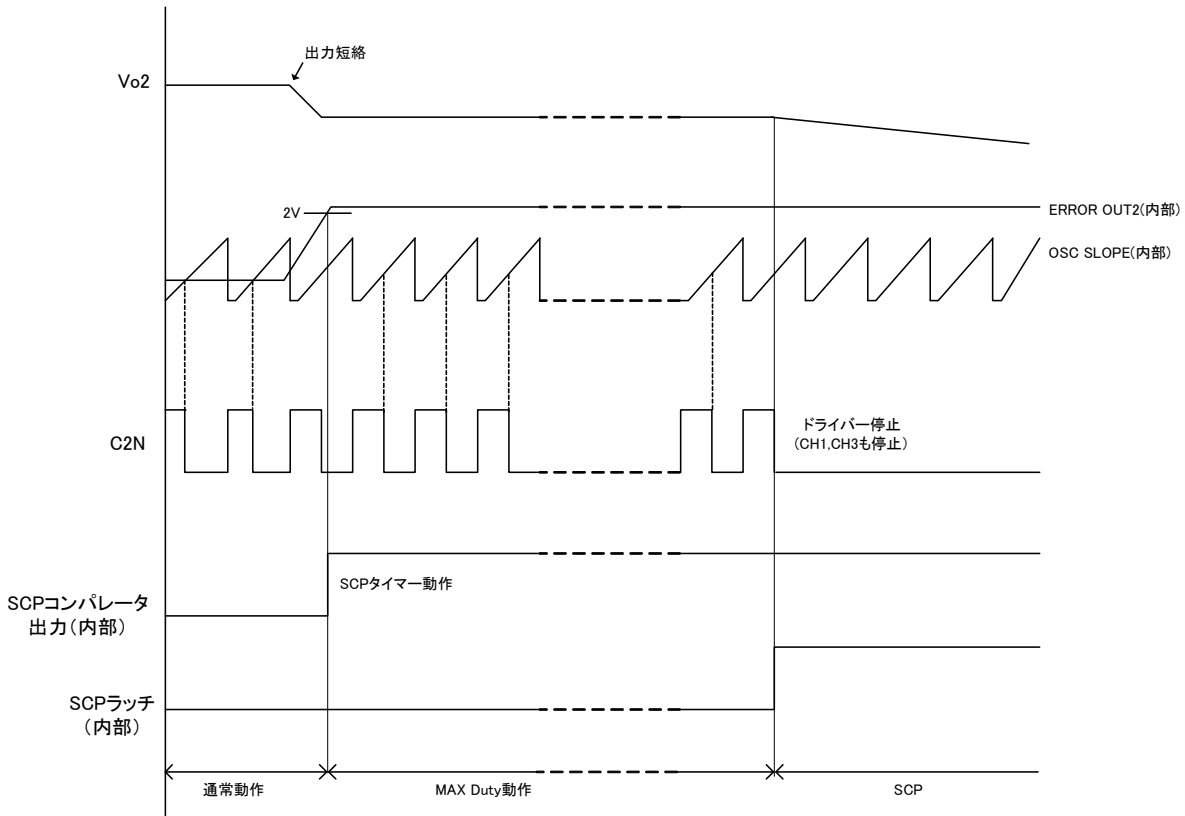 出力短絡
Vo2
2V
ERROR OUT2(内部)
OSC SLOPE(内部)
C2N
ドライバー停止
(CH1,CH3も停止)
SCPタイマー動作
SCPコンパレータ
出力(内部)
SCPラッチ
(内部)
通常動作
MAX Duty動作
SCP